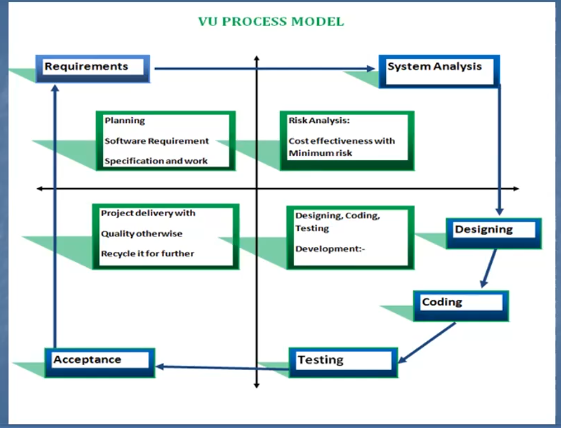 VU PROCESS MODEL
Requirements
System Analysis
Planning
Software Requirement
Specification and work
Risk Analysis:
Cost effectiveness with
Minimum risk
Project delivery with
Quality otherwise
Recycle it for further
Designing, Coding,
Testing
Development:-
Designing
Coding
Testing
Acceptance